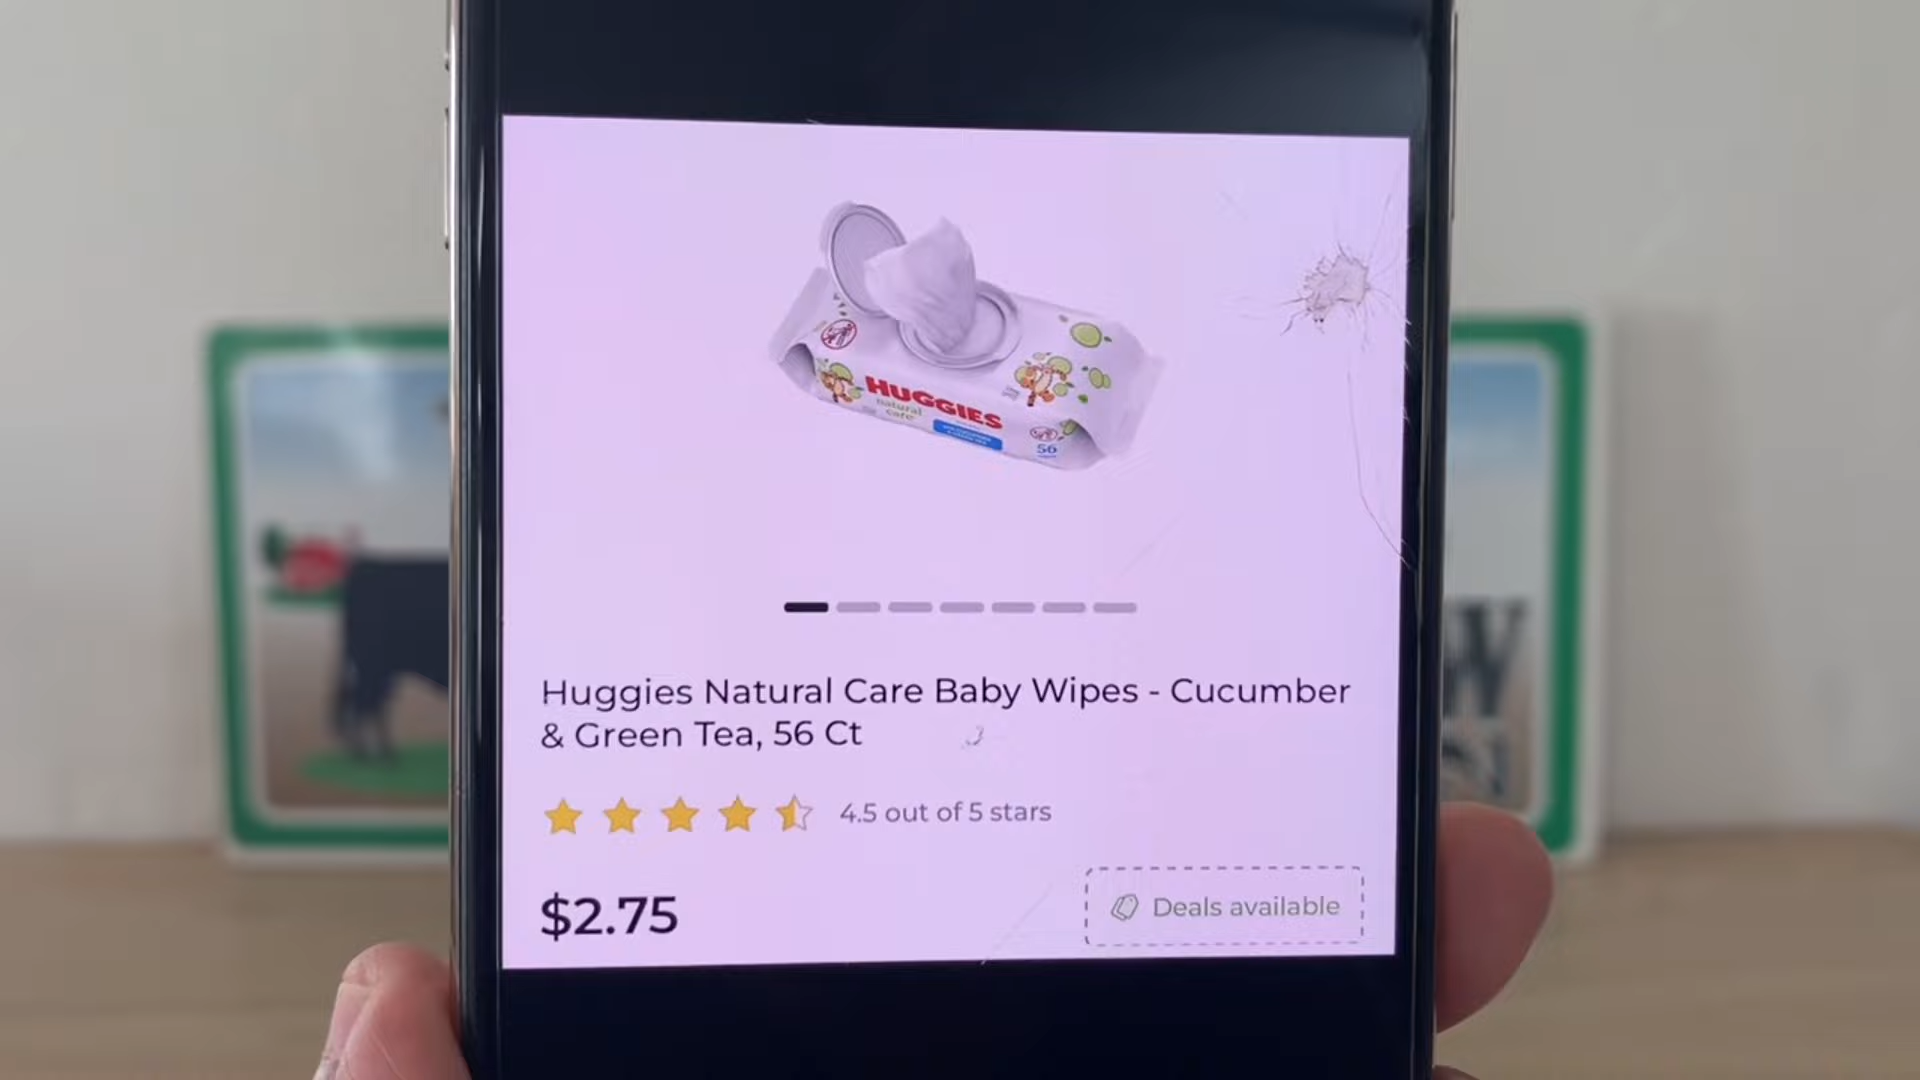 HUGGIES
natural
care
56
Huggies Natural Care Baby Wipes - Cucumber
& Green Tea, 56 Ct
4.5 out of 5 stars
$2.75
Deals available
W